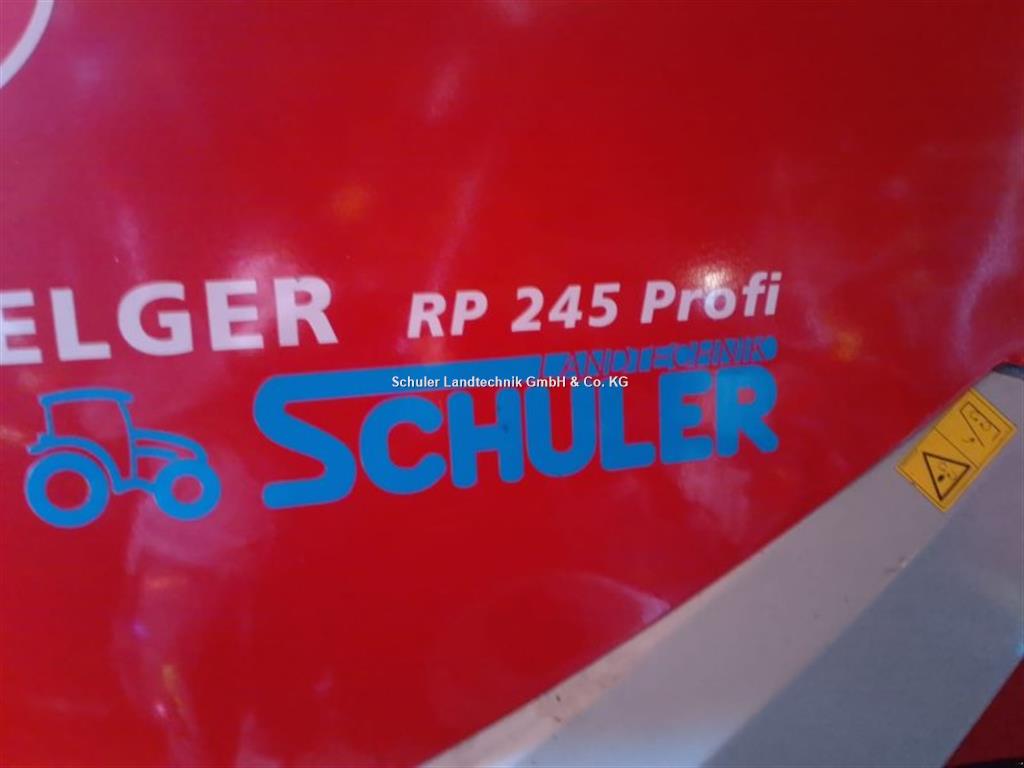 ELGER RP 245 Profi
LANDTECHNIK
SCHULER
Schuler Landtechnik GmbH & Co. KG